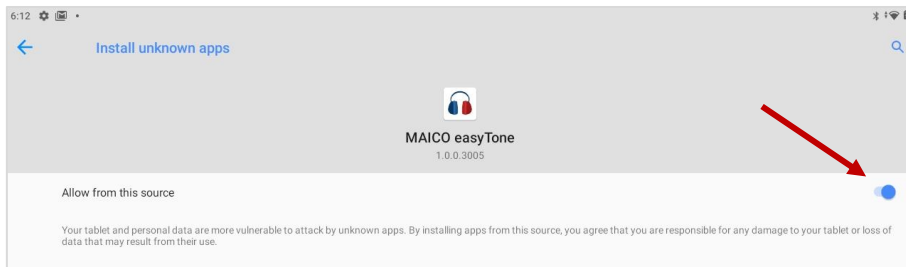 6:12
Install unknown apps
MAICO easyTone
1.0.0.3005
Allow from this source
Your tablet and personal data are more vulnerable to attack by unknown apps. By installing apps from this source, you agree that you are responsible for any damage to your tablet or loss of
data that may result from their use.